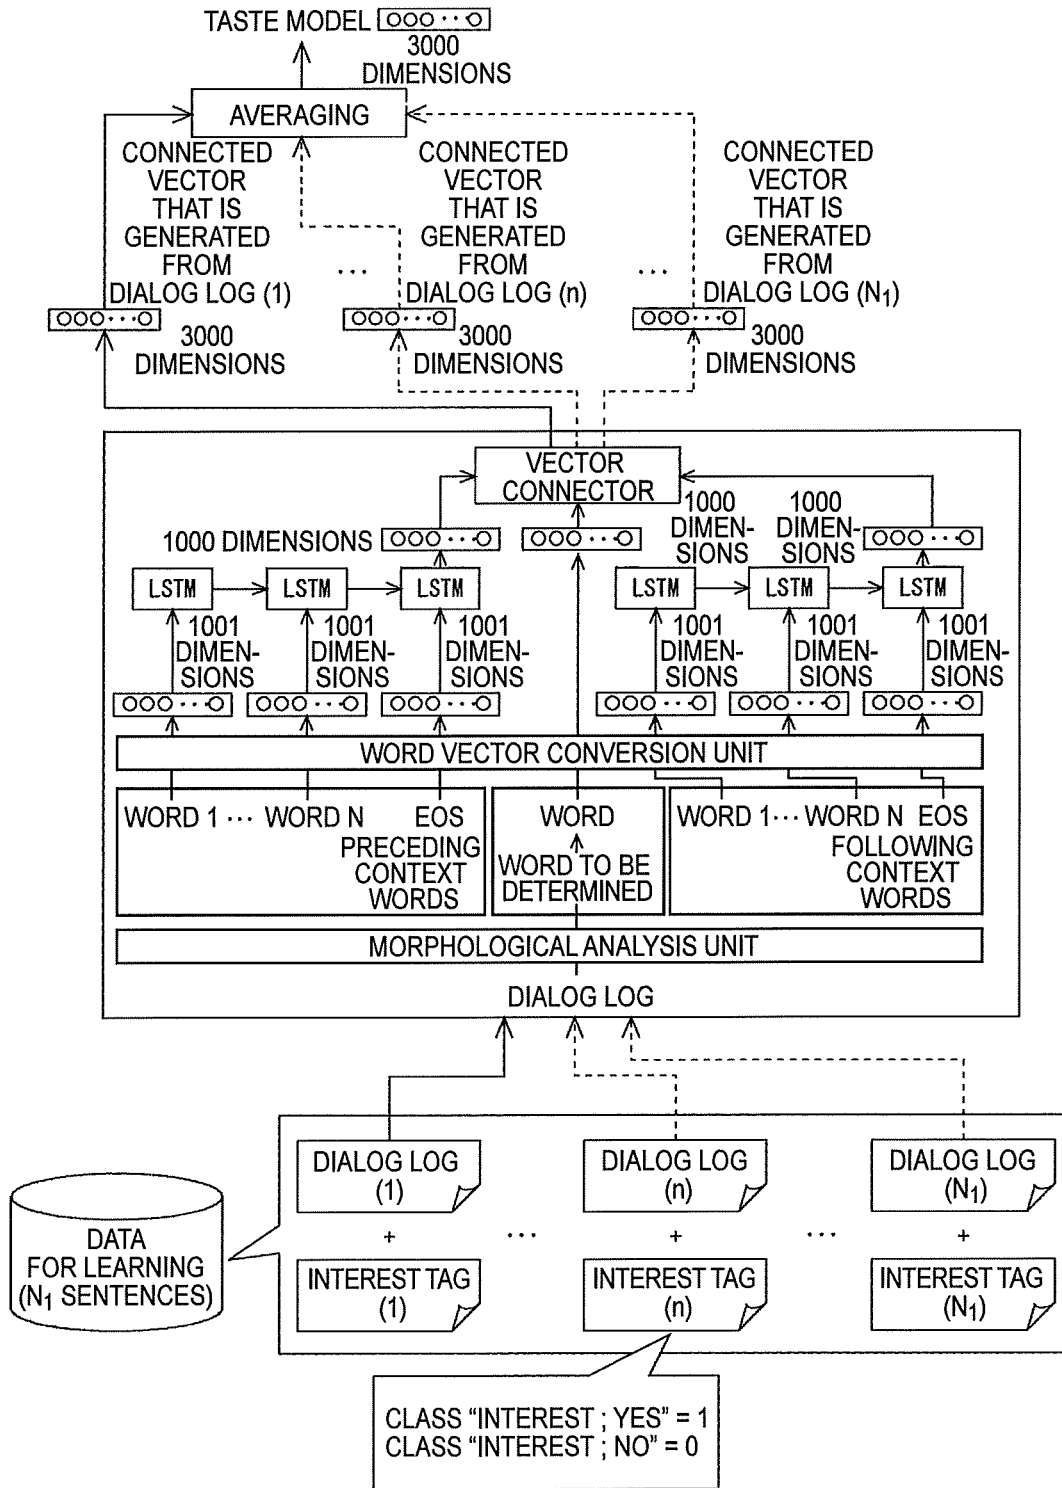 TASTE MODEL ○○○···○
3000
DIMENSIONS
AVERAGING
CONNECTED
VECTOR
THAT IS
GENERATED
FROM
DIALOG LOG (1)
○○○···○
3000
DIMENSIONS
...
CONNECTED
VECTOR
THAT IS
GENERATED
FROM
DIALOG LOG (n)
○○○···○
3000
DIMENSIONS
...
CONNECTED
VECTOR
THAT IS
GENERATED
FROM
DIALOG LOG (N₁)
○○○···○
3000
DIMENSIONS
VECTOR
CONNECTOR
1000 DIMENSIONS ○○○···○
○○○···○
1000
DIMEN-
SIONS
1000
DIMEN-
SIONS
○○○···○
LSTM LSTM LSTM LSTM LSTM LSTM
1001
DIMEN-
SIONS
1001
DIMEN-
SIONS
1001
DIMEN-
SIONS
1001
DIMEN-
SIONS
1001
DIMEN-
SIONS
1001
DIMEN-
SIONS
○○○···○ ○○○···○ ○○○···○ ○○○···○ ○○○···○ ○○○···○
WORD VECTOR CONVERSION UNIT
WORD 1 ··· WORD N EOS
PRECEDING
CONTEXT
WORDS
WORD
WORD TO BE
DETERMINED
WORD 1··· WORD N EOS
FOLLOWING
CONTEXT
WORDS
MORPHOLOGICAL ANALYSIS UNIT
DIALOG LOG
DATA
FOR LEARNING
(N₁ SENTENCES)
DIALOG LOG
(1)
+
INTEREST TAG
(1)
...
DIALOG LOG
(n)
+
INTEREST TAG
(n)
...
DIALOG LOG
(N₁)
+
INTEREST TAG
(N₁)
CLASS “INTEREST ; YES” = 1
CLASS “INTEREST ; NO” = 0